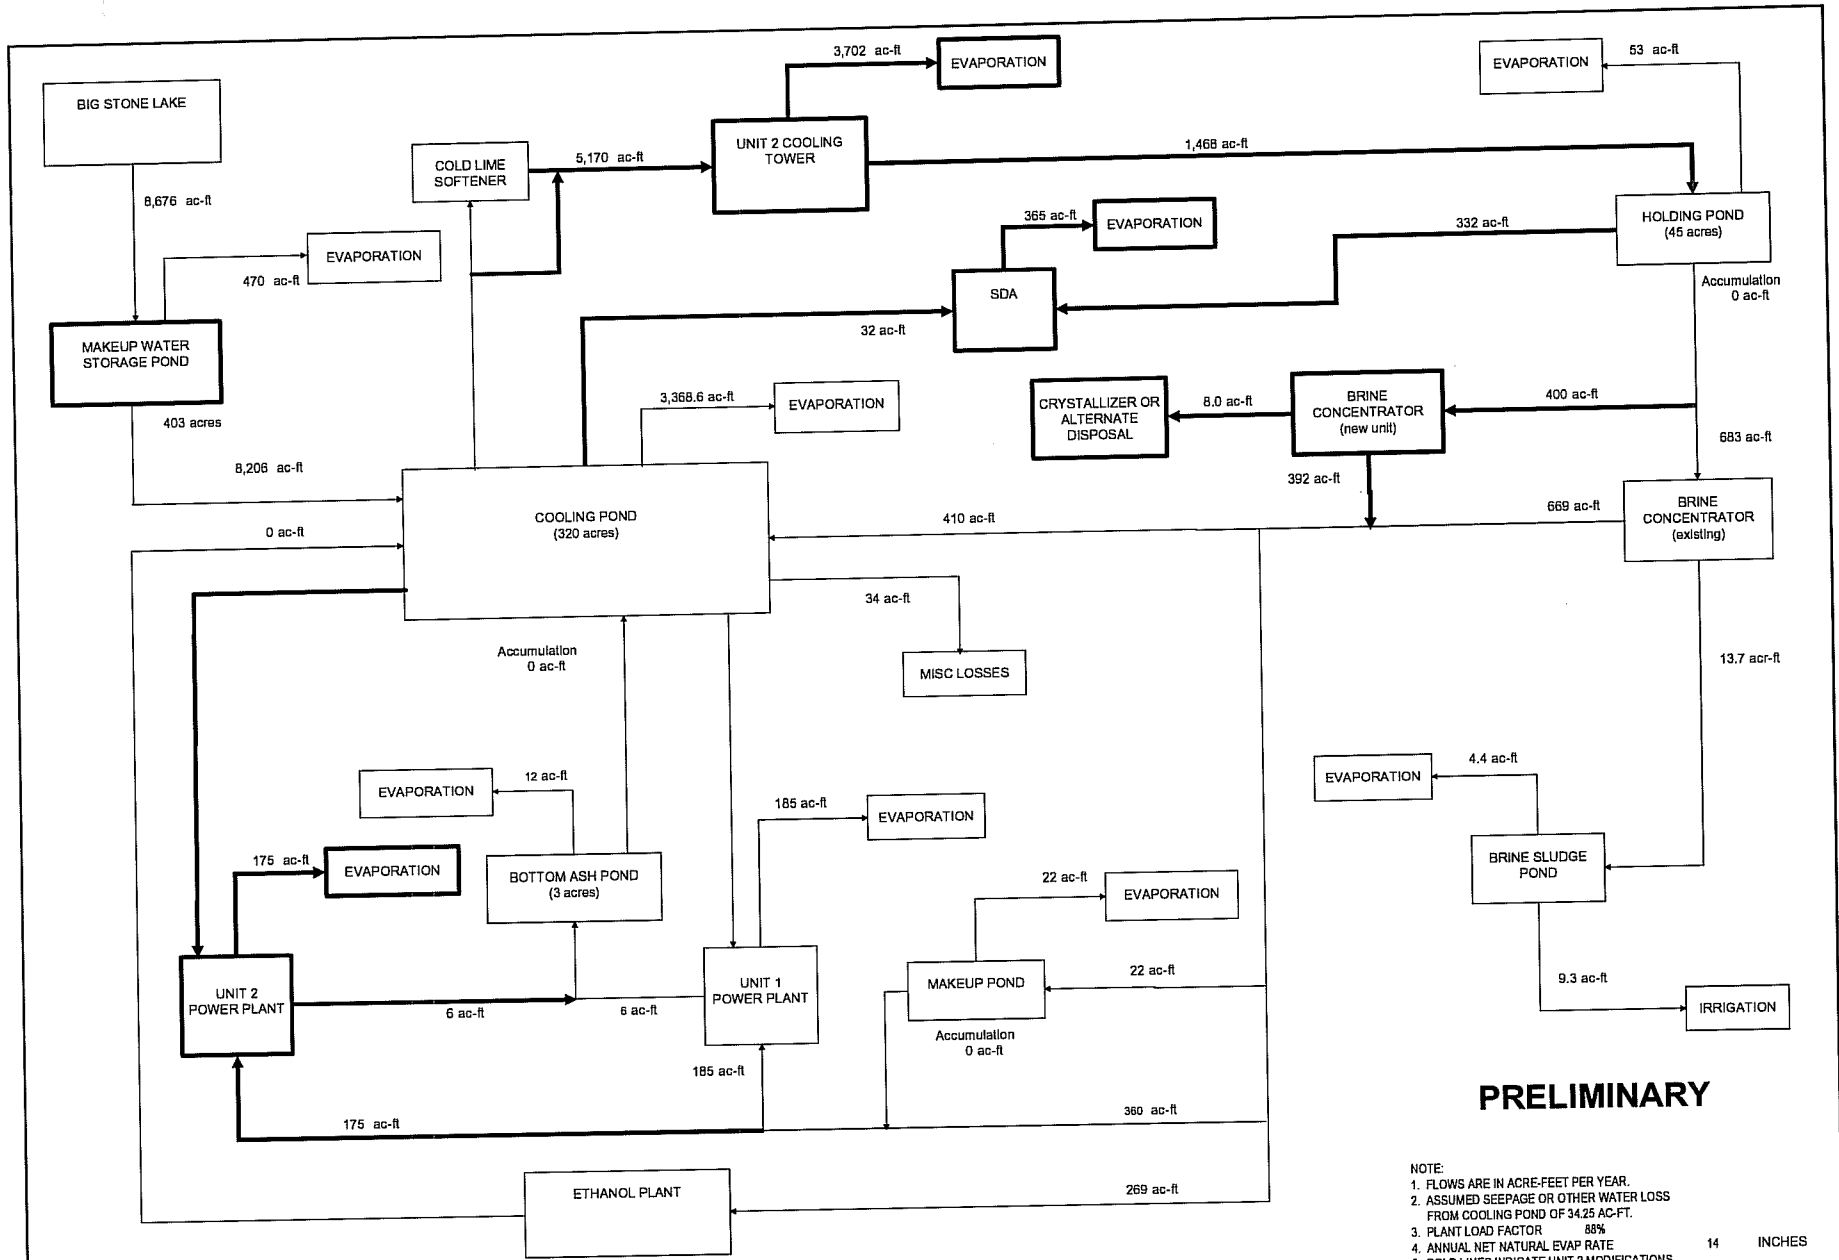 3,702 ac-ft
EVAPORATION
53 ac-ft
EVAPORATION
BIG STONE LAKE
UNIT 2 COOLING
TOWER
1,468 ac-ft
COLD LIME
SOFTENER
5,170 ac-ft
8,676 ac-ft
365 ac-ft
EVAPORATION
332 ac-ft
HOLDING POND
(45 acres)
EVAPORATION
470 ac-ft
Accumulation
0 ac-ft
SDA
32 ac-ft
MAKEUP WATER
STORAGE POND
403 acres
3,368.6 ac-ft
EVAPORATION
CRYSTALLIZER OR
ALTERNATE
DISPOSAL
8.0 ac-ft
BRINE
CONCENTRATOR
(new unit)
400 ac-ft
683 ac-ft
8,206 ac-ft
392 ac-ft
0 ac-ft
COOLING POND
(320 acres)
410 ac-ft
669 ac-ft
BRINE
CONCENTRATOR
(existing)
34 ac-ft
Accumulation
0 ac-ft
MISC LOSSES
13.7 acr-ft
EVAPORATION
12 ac-ft
185 ac-ft
EVAPORATION
EVAPORATION
4.4 ac-ft
175 ac-ft
EVAPORATION
BOTTOM ASH POND
(3 acres)
22 ac-ft
EVAPORATION
BRINE SLUDGE
POND
UNIT 2
POWER PLANT
6 ac-ft
6 ac-ft
UNIT 1
POWER PLANT
MAKEUP POND
22 ac-ft
9.3 ac-ft
IRRIGATION
Accumulation
0 ac-ft
185 ac-ft
175 ac-ft
360 ac-ft
PRELIMINARY
ETHANOL PLANT
269 ac-ft
NOTE:
1. FLOWS ARE IN ACRE-FEET PER YEAR.
2. ASSUMED SEEPAGE OR OTHER WATER LOSS
FROM COOLING POND OF 34.25 AC-FT.
3. PLANT LOAD FACTOR 88%
4. ANNUAL NET NATURAL EVAP RATE 14 INCHES
BOLD LINES INDICATE UNIT 2 MODIFICATIONS